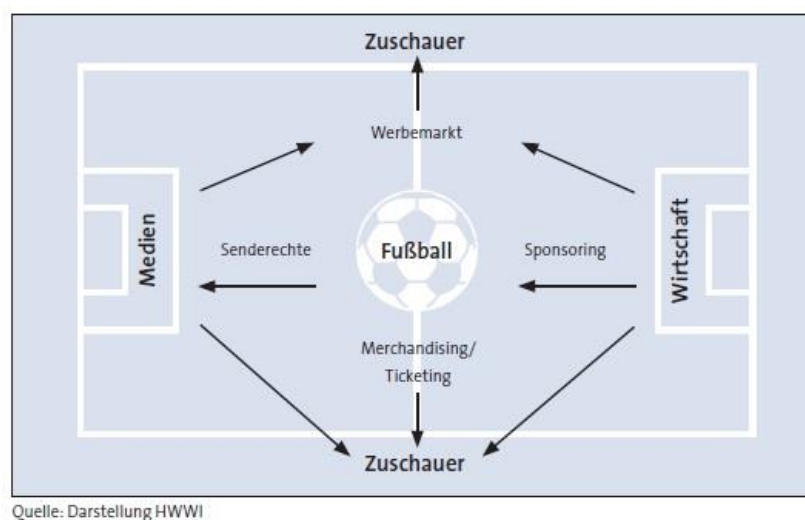 Zuschauer
Werbemarkt
Medien
Senderechte
Fußball
Sponsoring
Wirtschaft
Merchandising/
Ticketing
Zuschauer
Quelle: Darstellung HWWI